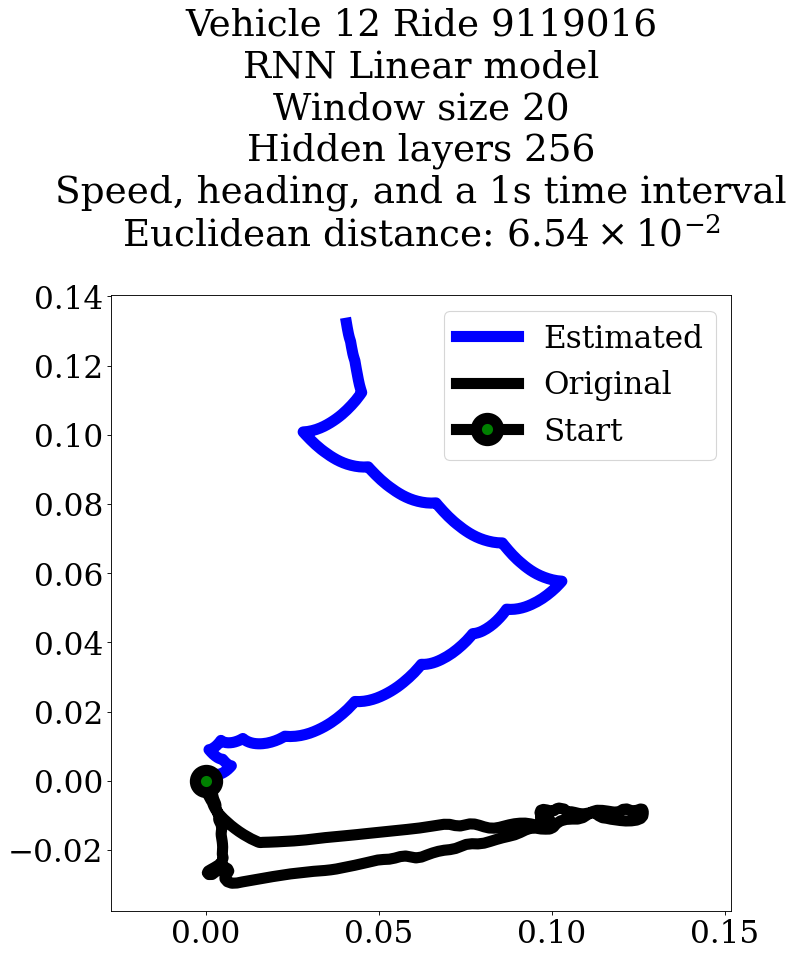 Vehicle 12 Ride 9119016
RNN Linear model
Window size 20
Hidden layers 256
Speed, heading, and a 1s time interval
Euclidean distance: 6.54 × 10⁻²
0.14
Estimated
0.12
Original
0.10
Start
0.08
0.06
0.04
0.02
0.00
−0.02
0.00 0.05 0.10 0.15